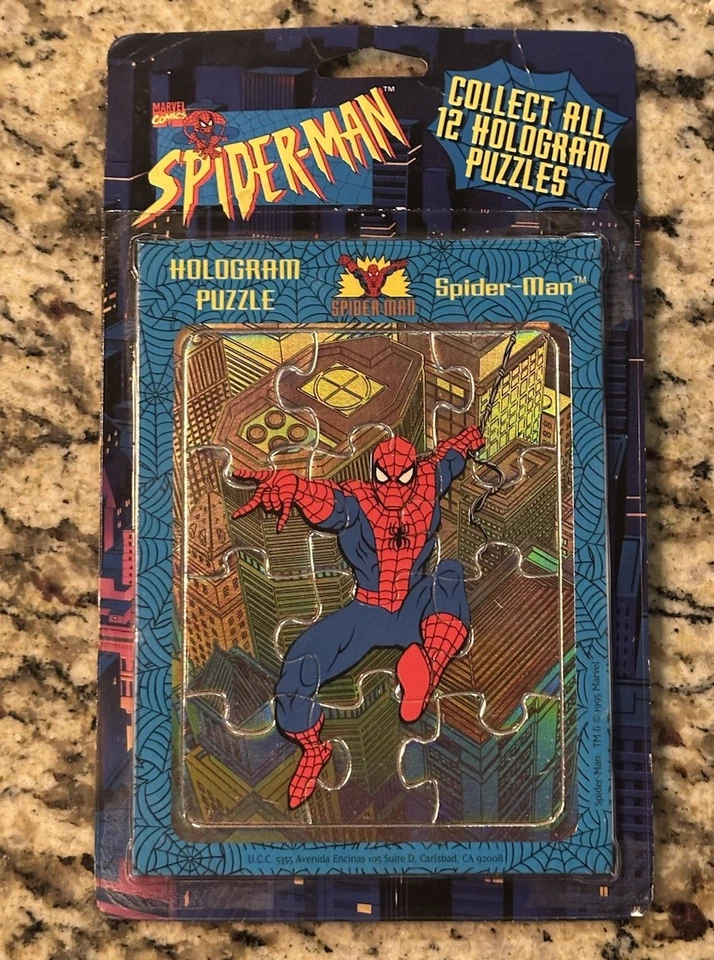 MARVEL
COMICS
SPIDER-MAN™
COLLECT ALL
12 HOLOGRAM
PUZZLES
HOLOGRAM
PUZZLE
SPIDER-MAN
Spider-Man™
Spider-Man: TM & © 1995 Marvel
U.C.C. 5355 Avenida Encinas 105 Suite D, Carlsbad, CA 92008